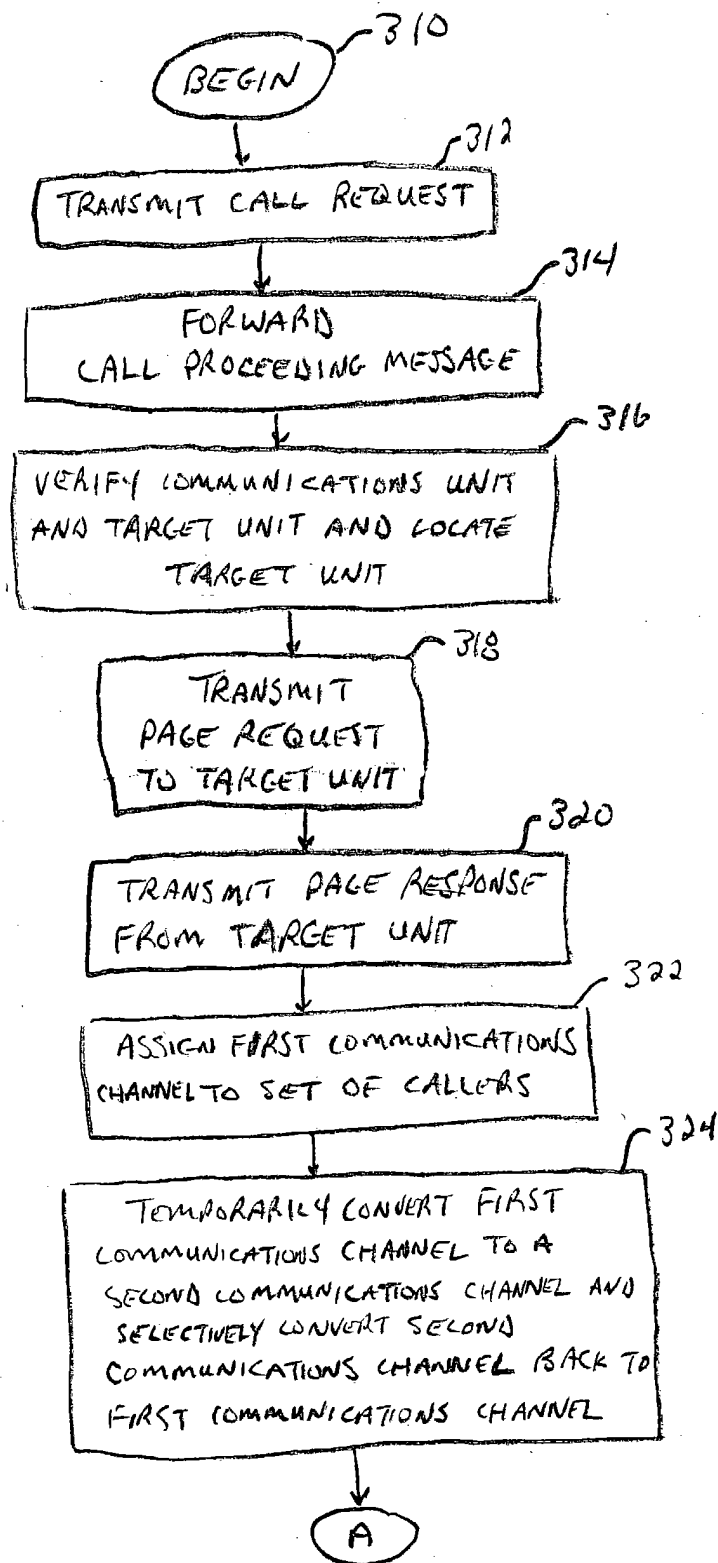 310
BEGIN
312
TRANSMIT CALL REQUEST
314
FORWARD
CALL PROCEEDING MESSAGE
316
VERIFY COMMUNICATIONS UNIT
AND TARGET UNIT AND LOCATE
TARGET UNIT
318
TRANSMIT
PAGE REQUEST
TO TARGET UNIT
320
TRANSMIT PAGE RESPONSE
FROM TARGET UNIT
322
ASSIGN FIRST COMMUNICATIONS
CHANNEL TO SET OF CALLERS
324
TEMPORARILY CONVERT FIRST
COMMUNICATIONS CHANNEL TO A
SECOND COMMUNICATIONS CHANNEL AND
SELECTIVELY CONVERT SECOND
COMMUNICATIONS CHANNEL BACK TO
FIRST COMMUNICATIONS CHANNEL
A